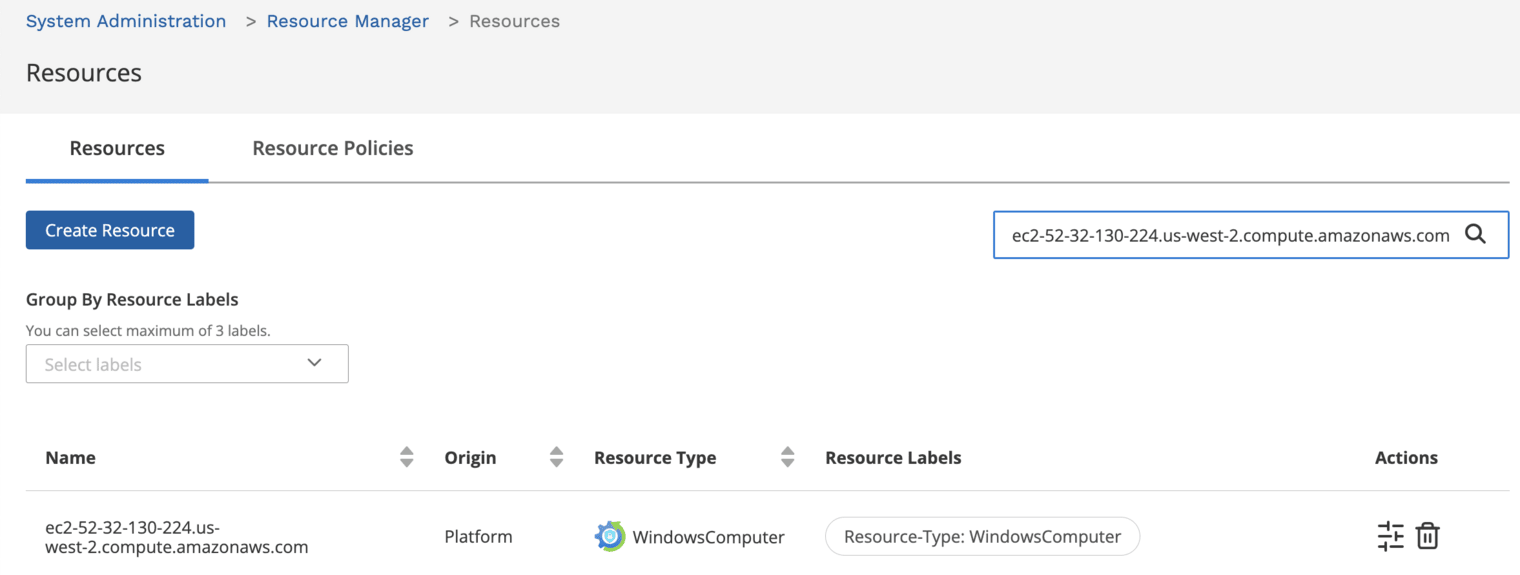 System Administration > Resource Manager > Resources
Resources
Resources Resource Policies
Create Resource ec2-52-32-130-224.us-west-2.compute.amazonaws.com
Group By Resource Labels
You can select maximum of 3 labels.
Select labels
Name Origin Resource Type Resource Labels Actions
ec2-52-32-130-224.us-
west-2.compute.amazonaws.com Platform WindowsComputer Resource-Type: WindowsComputer